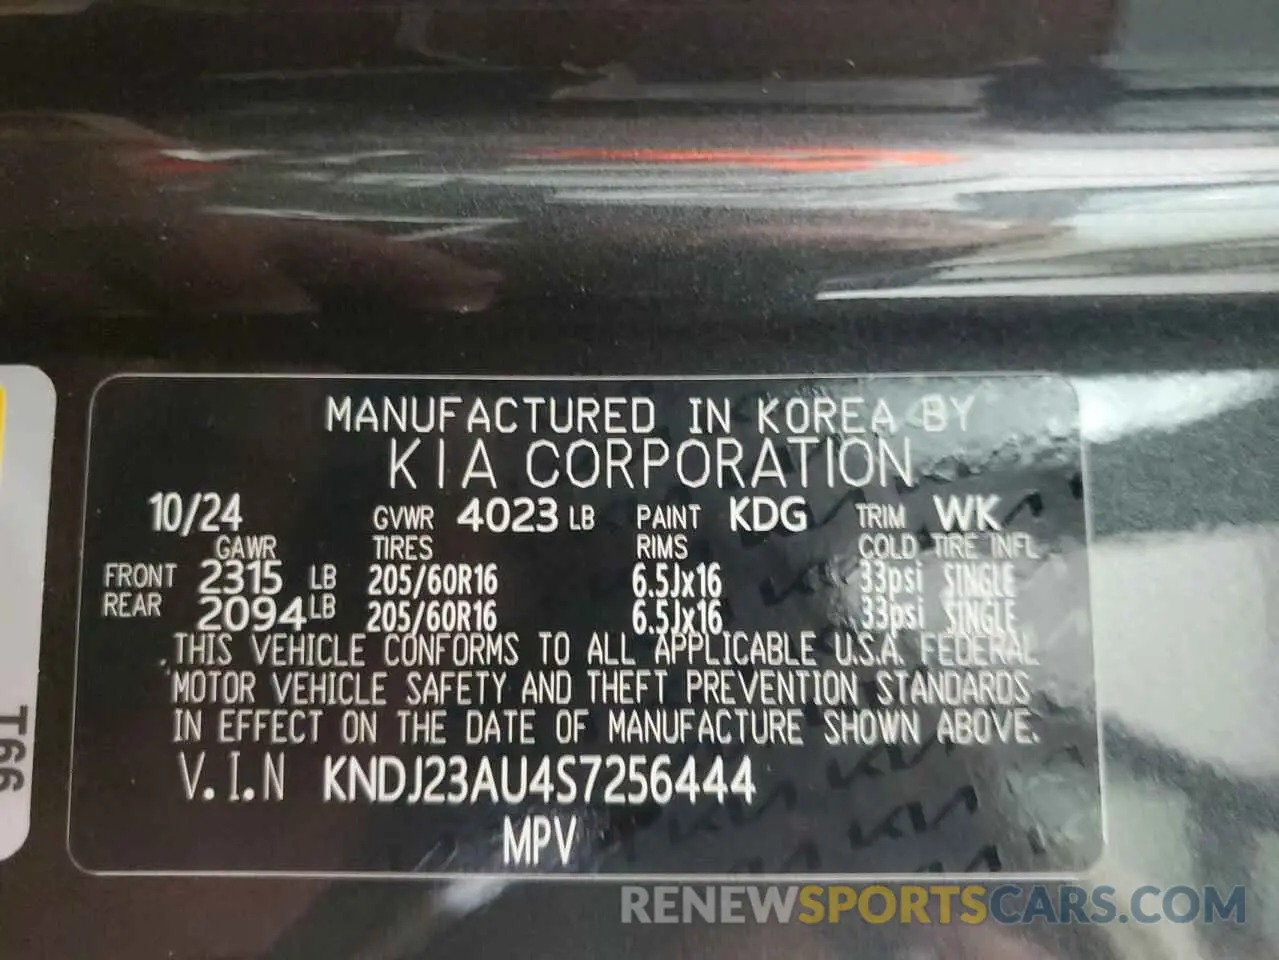 MANUFACTURED IN KOREA BY
KIA CORPORATION
10/24 GVWR 4023 LB PAINT KDG TRIM WK
GAWR TIRES RIMS COLD TIRE INFL
FRONT 2315 LB 205/60R16 6.5Jx16 33psi SINGLE
REAR 2094 LB 205/60R16 6.5Jx16 33psi SINGLE
THIS VEHICLE CONFORMS TO ALL APPLICABLE U.S.A. FEDERAL
MOTOR VEHICLE SAFETY AND THEFT PREVENTION STANDARDS
IN EFFECT ON THE DATE OF MANUFACTURE SHOWN ABOVE.
V.I.N KNDJ23AU4S7256444
MPV
RENEWSPORTSCARS.COM